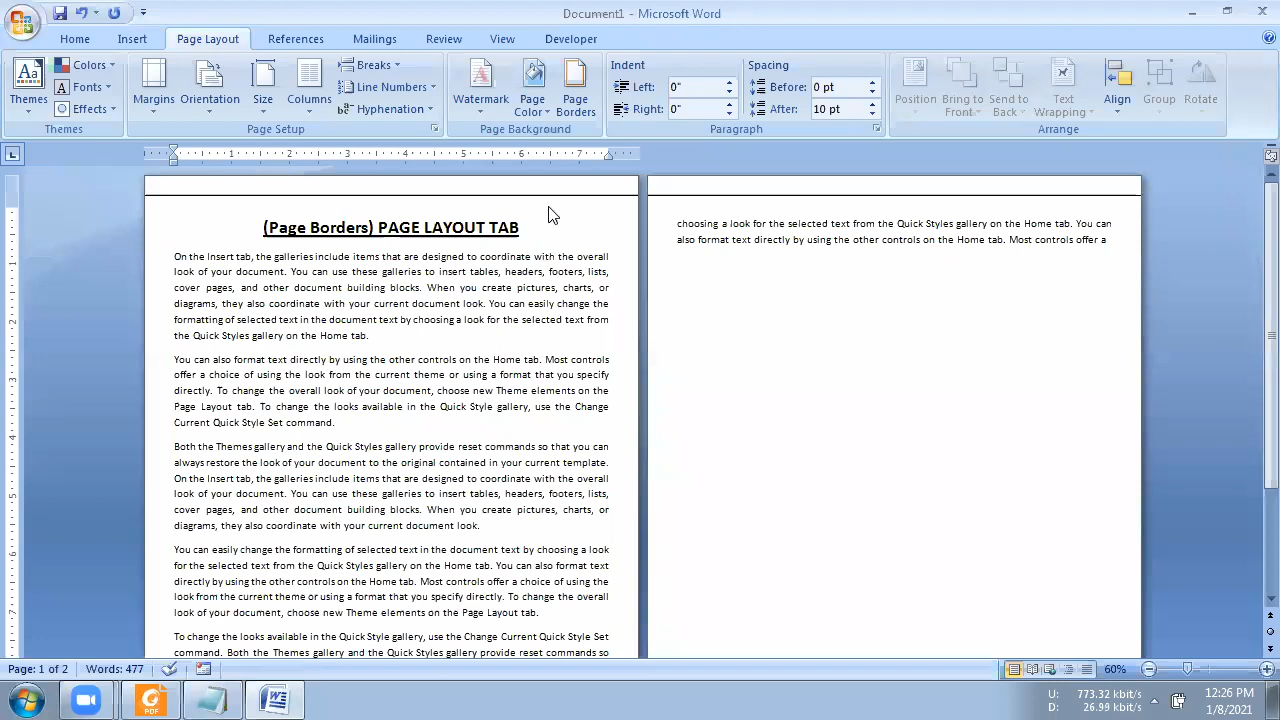 Document1 - Microsoft Word
Home Insert Page Layout References Mailings Review View Developer
Themes Colors Fonts Effects Themes
Margins Orientation Size Columns Breaks Line Numbers Hyphenation Page Setup
Watermark Page Color Page Borders Page Background
Indent Left: 0" Right: 0" Spacing Before: 0 pt After: 10 pt Paragraph
Position Bring to Front Send to Back Text Wrapping Align Group Rotate Arrange
1 2 3 4 5 6 7
1
2
3
4
5
6
7
(Page Borders) PAGE LAYOUT TAB
On the Insert tab, the galleries include items that are designed to coordinate with the overall
look of your document. You can use these galleries to insert tables, headers, footers, lists,
cover pages, and other document building blocks. When you create pictures, charts, or
diagrams, they also coordinate with your current document look. You can easily change the
formatting of selected text in the document text by choosing a look for the selected text from
the Quick Styles gallery on the Home tab.
You can also format text directly by using the other controls on the Home tab. Most controls
offer a choice of using the look from the current theme or using a format that you specify
directly. To change the overall look of your document, choose new Theme elements on the
Page Layout tab. To change the looks available in the Quick Style gallery, use the Change
Current Quick Style Set command.
Both the Themes gallery and the Quick Styles gallery provide reset commands so that you can
always restore the look of your document to the original contained in your current template.
On the Insert tab, the galleries include items that are designed to coordinate with the overall
look of your document. You can use these galleries to insert tables, headers, footers, lists,
cover pages, and other document building blocks. When you create pictures, charts, or
diagrams, they also coordinate with your current document look.
You can easily change the formatting of selected text in the document text by choosing a look
for the selected text from the Quick Styles gallery on the Home tab. You can also format text
directly by using the other controls on the Home tab. Most controls offer a choice of using the
look from the current theme or using a format that you specify directly. To change the overall
look of your document, choose new Theme elements on the Page Layout tab.
To change the looks available in the Quick Style gallery, use the Change Current Quick Style Set
command. Both the Themes gallery and the Quick Styles gallery provide reset commands so
choosing a look for the selected text from the Quick Styles gallery on the Home tab. You can
also format text directly by using the other controls on the Home tab. Most controls offer a
Page: 1 of 2 Words: 477 60%
PDF
U: 773.32 kbit/s
D: 26.99 kbit/s
12:26 PM
1/8/2021